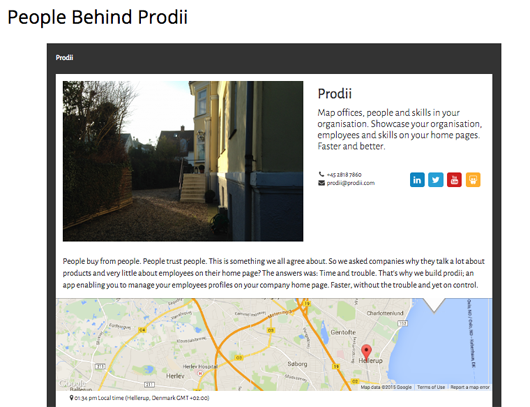 People Behind Prodii
Prodii
Prodii
Map offices, people and skills in your
organisation. Showcase your organisation,
employees and skills on your home pages.
Faster and better.
+45 2818 7860
prodii@prodii.com
in
You
People buy from people. People trust people. This is something we all agree about. So we asked companies why they talk a lot about
products and very little about employees on their home page? The answers was: Time and trouble. That's why we build prodii; an
app enabling you to manage your employees profiles on your company home page. Faster, without the trouble and yet on control.
Charlottenlund
Gentofte
Hellerup
Herlev Hospital
Herlev
Google
Map data ©2015 Google
Terms of Use
Report a map error
01:34 pm Local time (Hellerup, Denmark GMT +02:00)